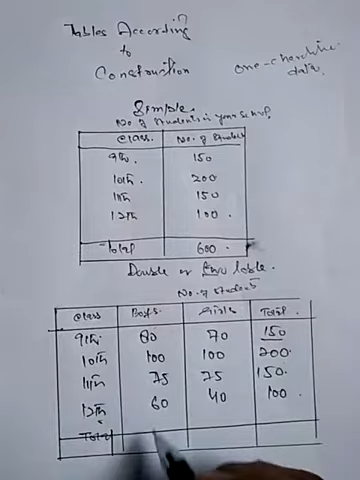 Tables According
to
Construction
one-charctristic
data
Simple.
No. of students in your school
Class. No. of Students
9th 150
10th. 200
11th 150
12th 100.
Total 600.
Double or Two table.
No. of student
Class Boys. Girls Total.
9th 80 70 150
10th 100 100 200.
11th 75 75 150.
12th 60 40 100.
Total